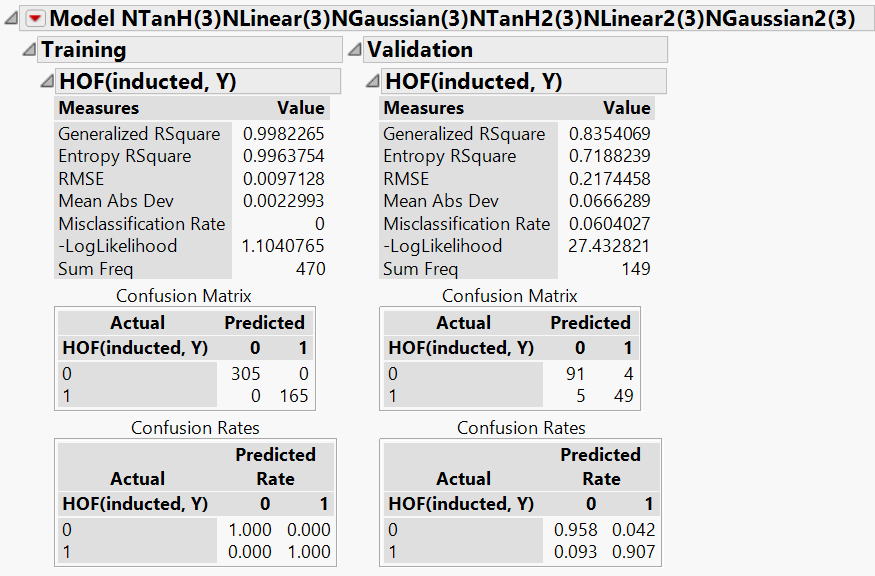 Model NTanH(3)NLinear(3)NGaussian(3)NTanH2(3)NLinear2(3)NGaussian2(3)
Training
HOF(inducted, Y)
Measures Value
Generalized RSquare 0.9982265
Entropy RSquare 0.9963754
RMSE 0.0097128
Mean Abs Dev 0.0022993
Misclassification Rate 0
-LogLikelihood 1.1040765
Sum Freq 470
Confusion Matrix
Actual Predicted
HOF(inducted, Y) 0 1
0 305 0
1 0 165
Confusion Rates
Predicted
Actual Rate
HOF(inducted, Y) 0 1
0 1.000 0.000
1 0.000 1.000
Validation
HOF(inducted, Y)
Measures Value
Generalized RSquare 0.8354069
Entropy RSquare 0.7188239
RMSE 0.2174458
Mean Abs Dev 0.0666289
Misclassification Rate 0.0604027
-LogLikelihood 27.432821
Sum Freq 149
Confusion Matrix
Actual Predicted
HOF(inducted, Y) 0 1
0 91 4
1 5 49
Confusion Rates
Predicted
Actual Rate
HOF(inducted, Y) 0 1
0 0.958 0.042
1 0.093 0.907